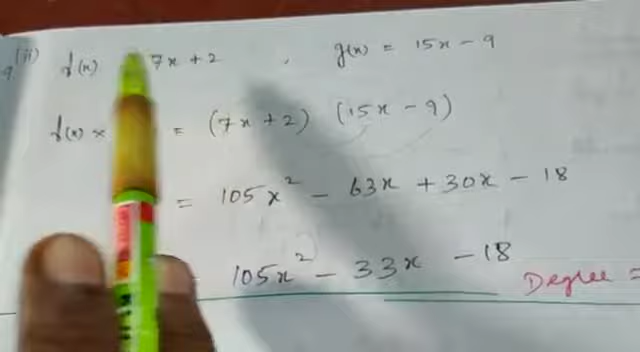 (ii) f(x) 7x + 2 , g(x) = 15x - 9
f(x) × = (7x + 2) (15x - 9)
= 105x² - 63x + 30x - 18
105x² - 33x - 18
Degree =